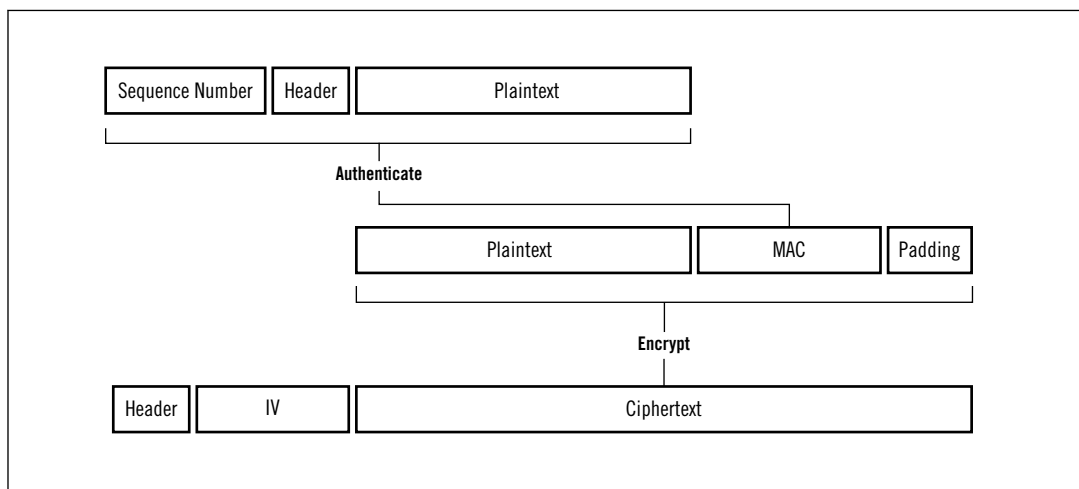 Sequence Number Header Plaintext
Authenticate
Plaintext MAC Padding
Encrypt
Header IV Ciphertext